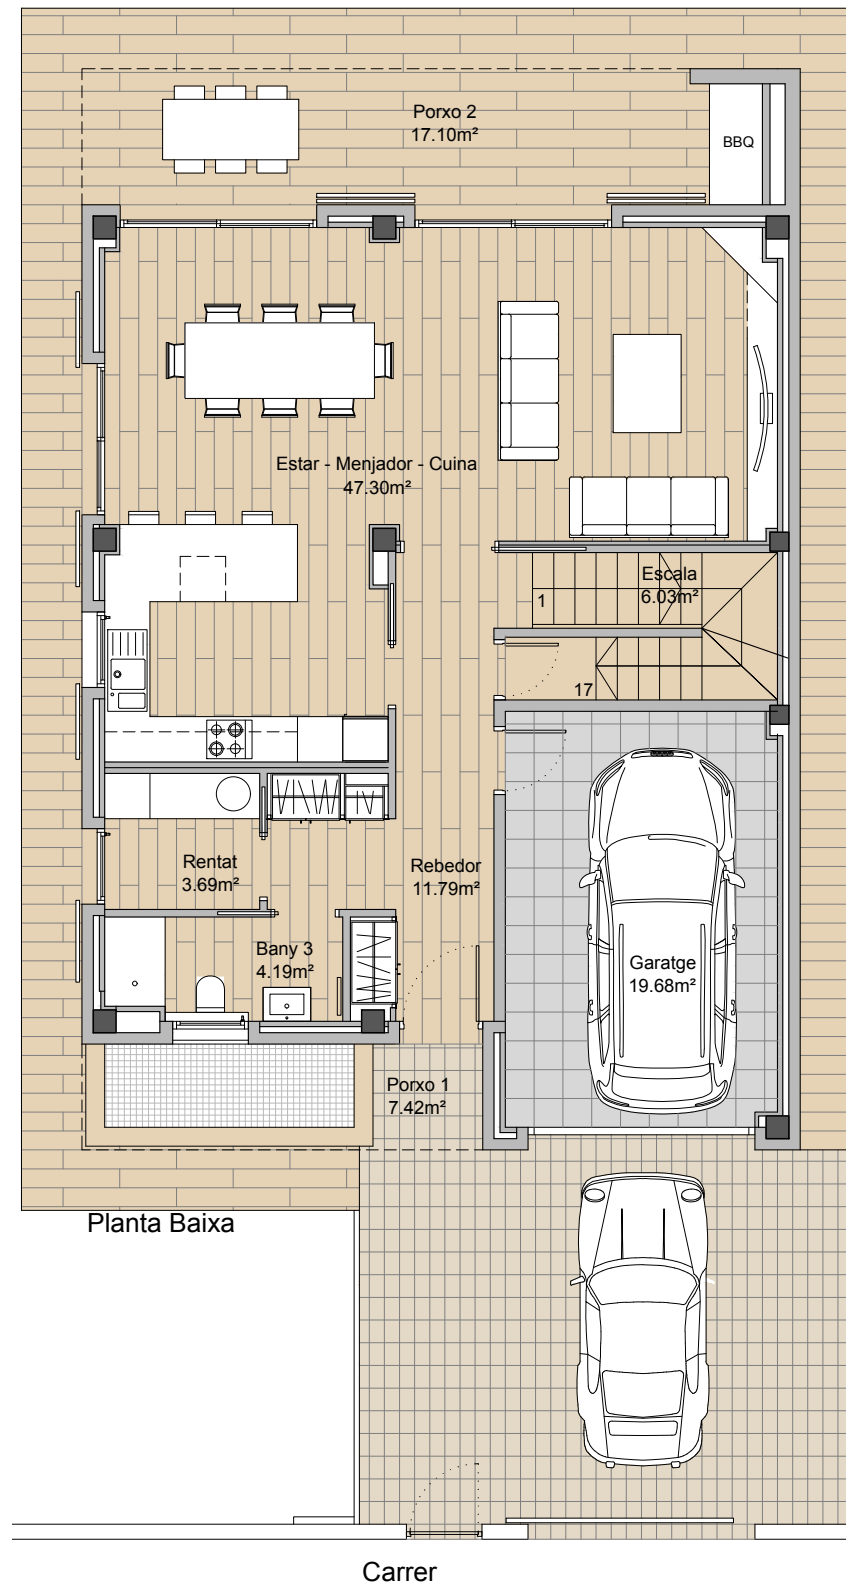 Porxo 2
17.10m²
BBQ
Estar - Menjador - Cuina
47.30m²
Escala
6.03m²
1
17
Rentat
3.69m²
Rebedor
11.79m²
Bany 3
4.19m²
Garatge
19.68m²
Porxo 1
7.42m²
Planta Baixa
Carrer